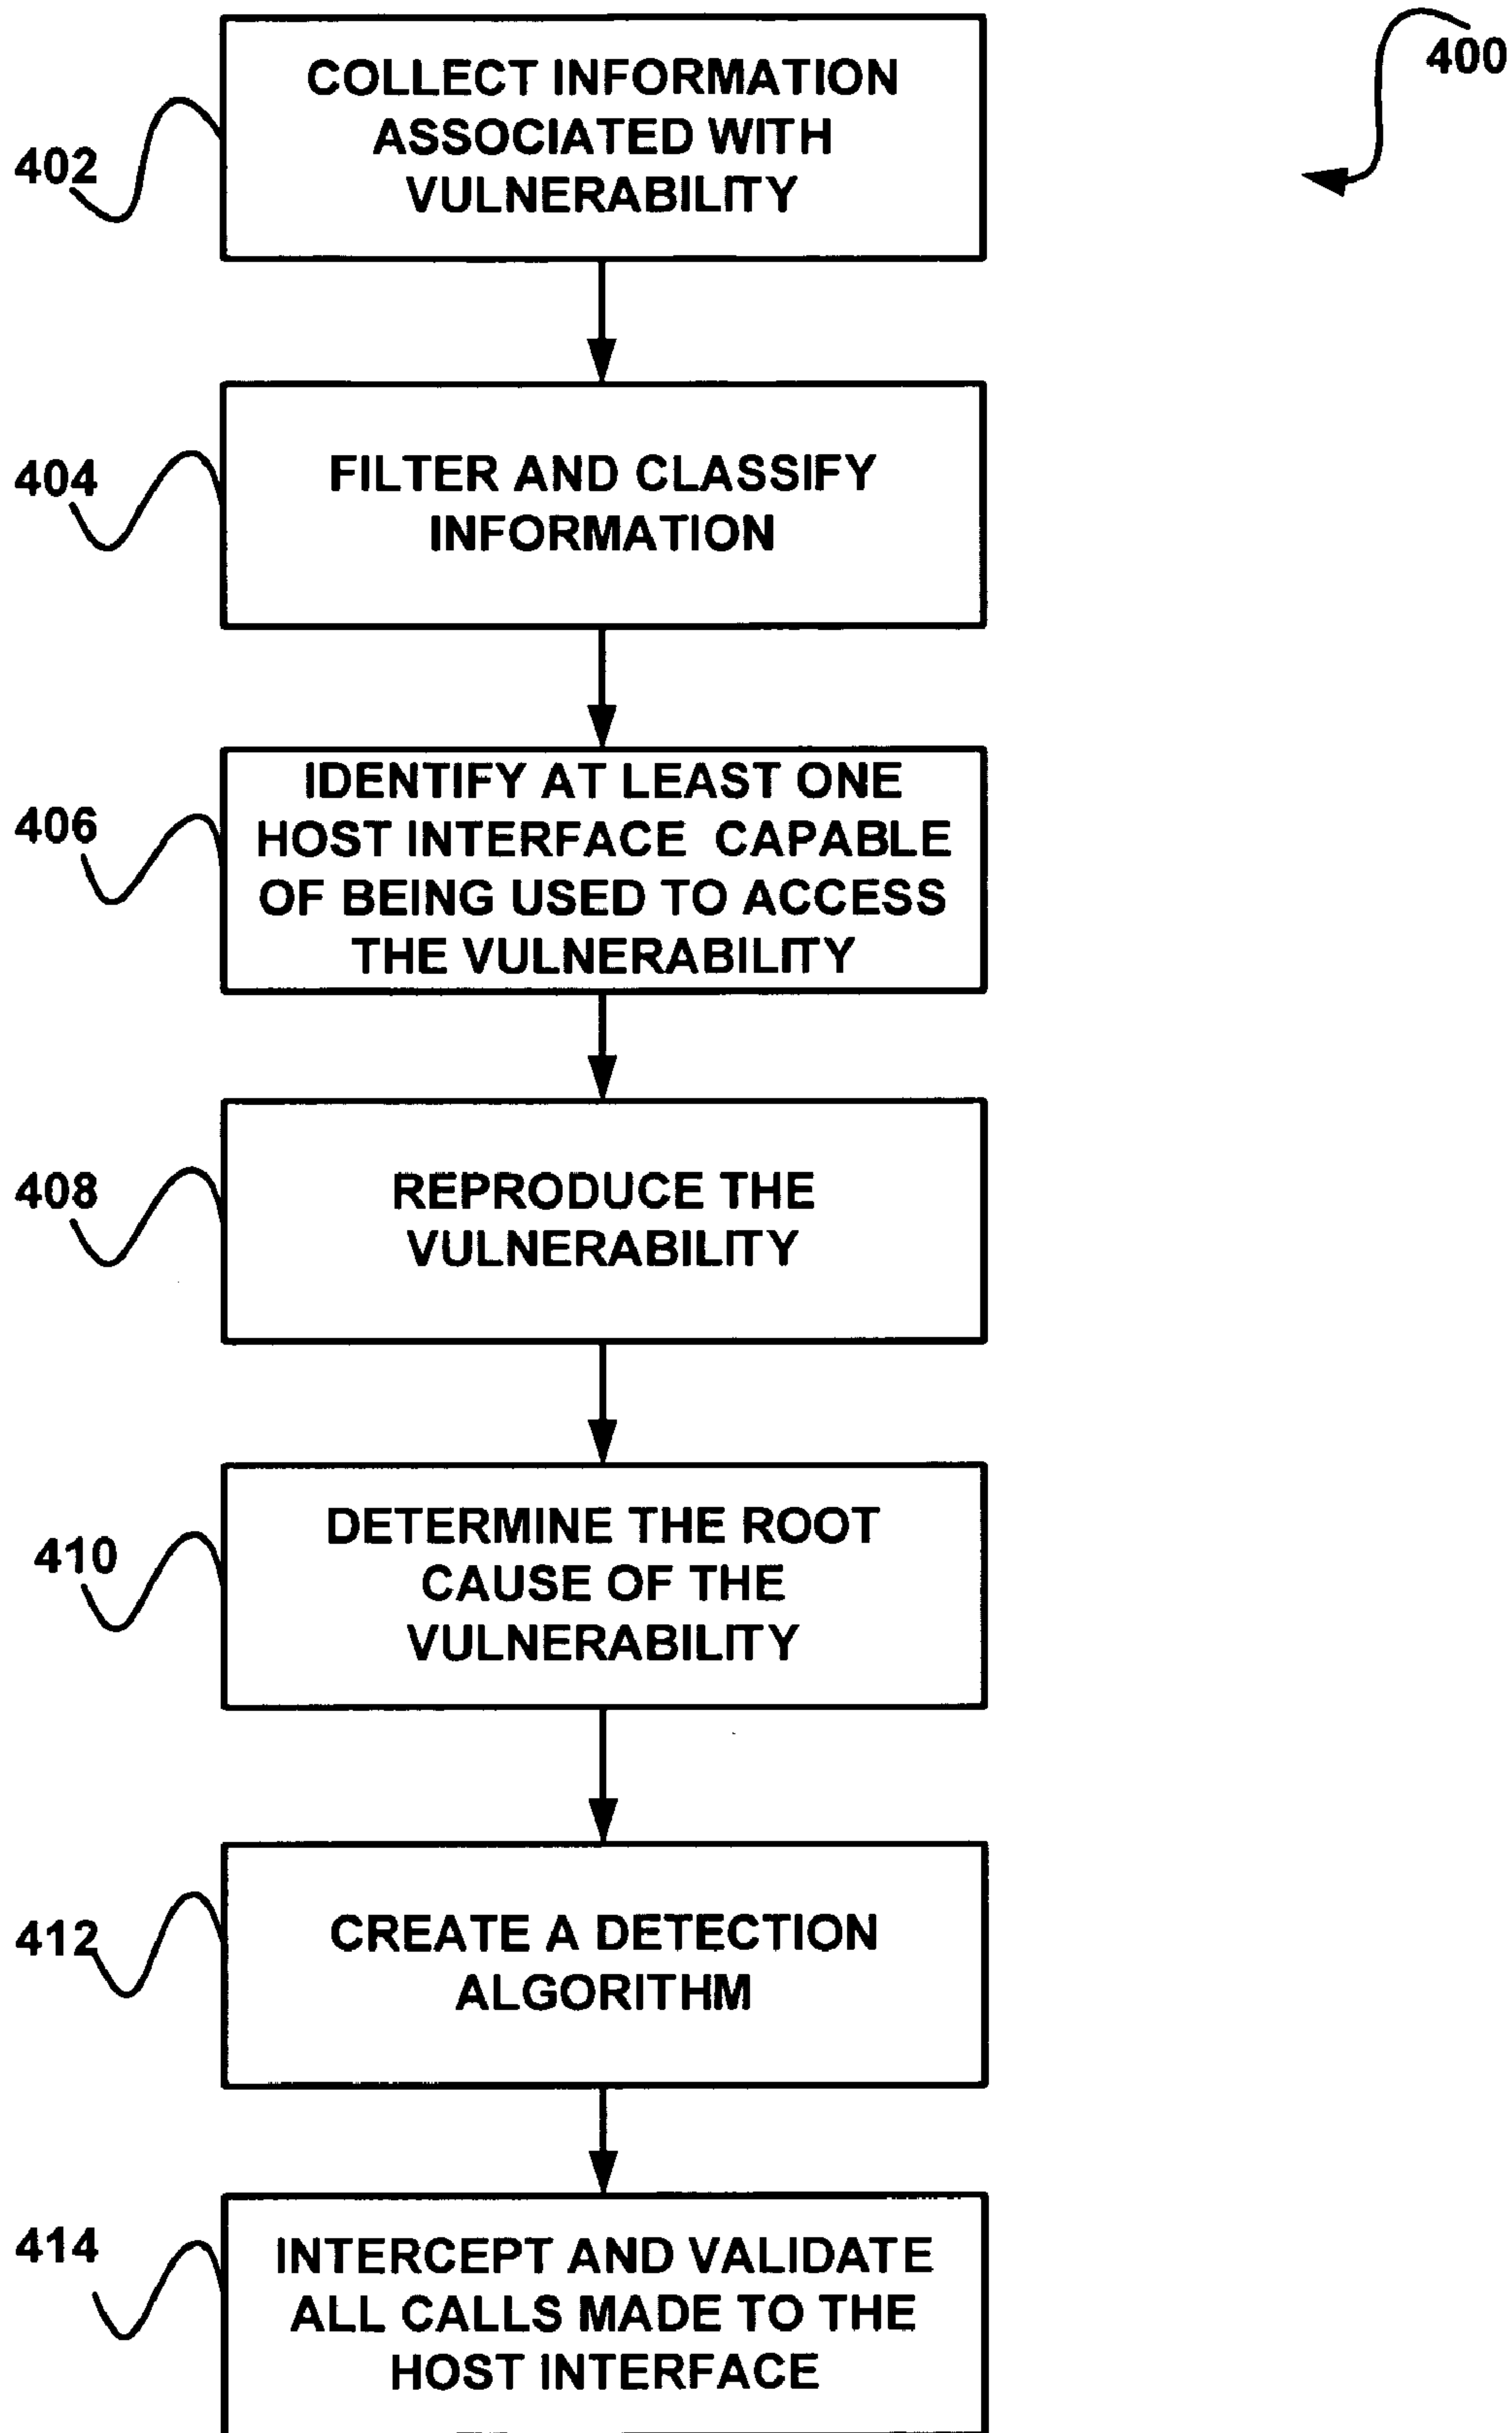 400
COLLECT INFORMATION
ASSOCIATED WITH
VULNERABILITY
402
FILTER AND CLASSIFY
INFORMATION
404
IDENTIFY AT LEAST ONE
HOST INTERFACE CAPABLE
OF BEING USED TO ACCESS
THE VULNERABILITY
406
REPRODUCE THE
VULNERABILITY
408
DETERMINE THE ROOT
CAUSE OF THE
VULNERABILITY
410
CREATE A DETECTION
ALGORITHM
412
INTERCEPT AND VALIDATE
ALL CALLS MADE TO THE
HOST INTERFACE
414